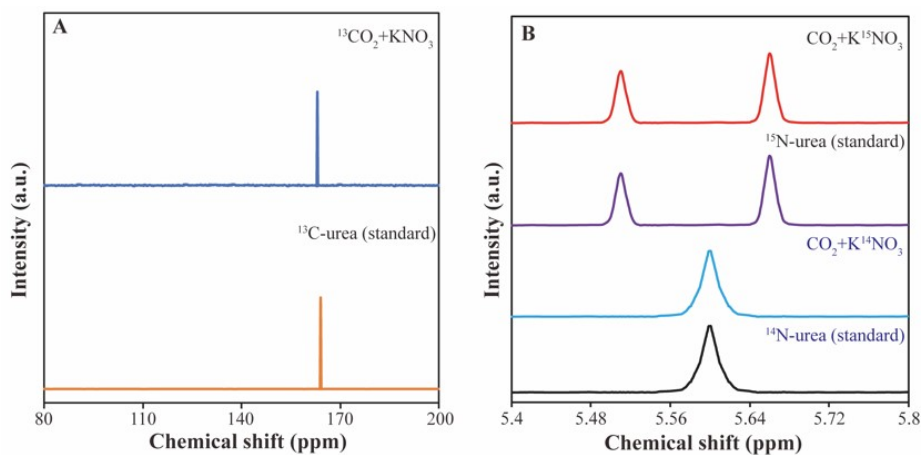 A
¹³CO₂+KNO₃
¹³C-urea (standard)
Intensity (a.u.)
80 110 140 170 200
Chemical shift (ppm)
B
CO₂+K¹⁵NO₃
¹⁵N-urea (standard)
CO₂+K¹⁴NO₃
¹⁴N-urea (standard)
Intensity (a.u.)
5.4 5.48 5.56 5.64 5.72 5.8
Chemical shift (ppm)